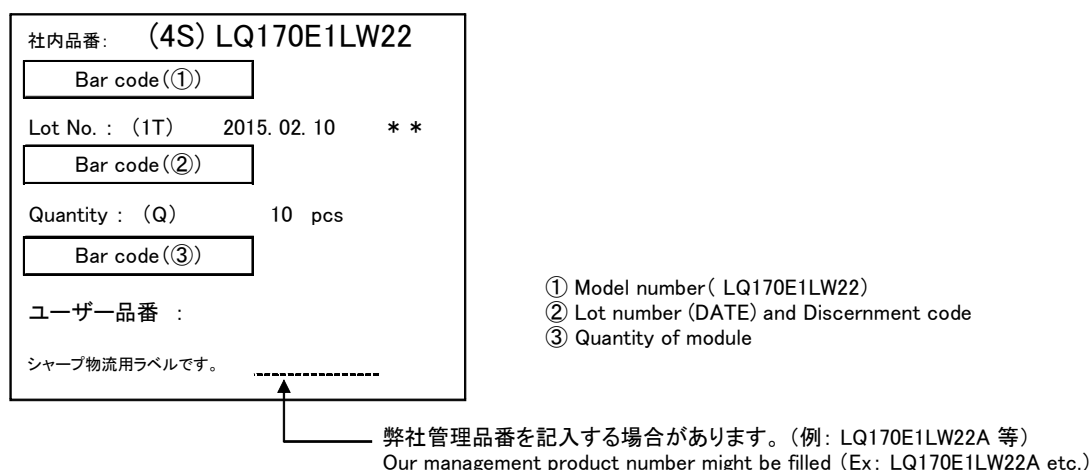 社内品番: (4S) LQ170E1LW22
Bar code(①)
Lot No. : (1T) 2015. 02. 10 * *
Bar code(②)
Quantity : (Q) 10 pcs
Bar code(③)
ユーザー品番 :
シャープ物流用ラベルです。
① Model number( LQ170E1LW22)
② Lot number (DATE) and Discernment code
③ Quantity of module
弊社管理品番を記入する場合があります。(例: LQ170E1LW22A 等)
Our management product number might be filled (Ex: LQ170E1LW22A etc.)